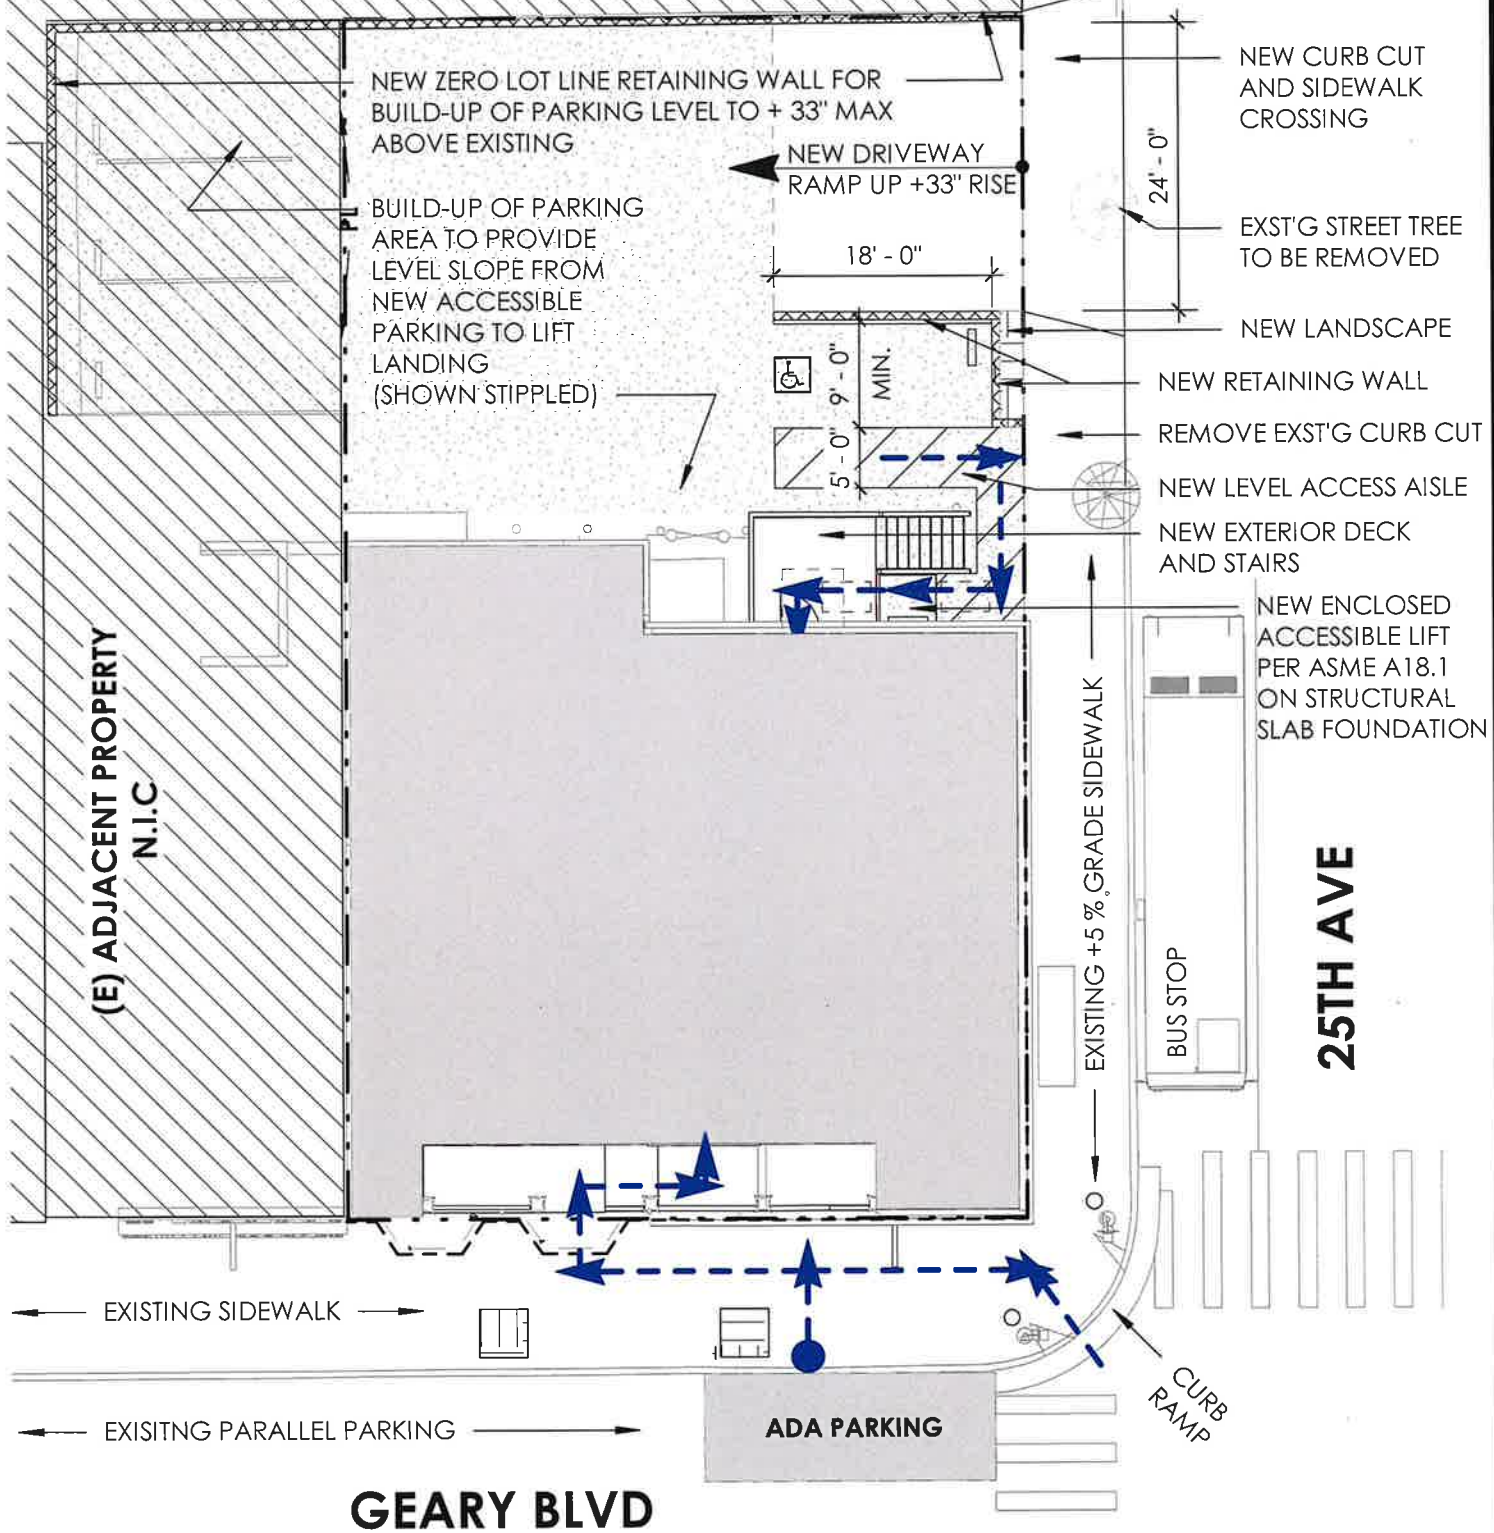 NEW ZERO LOT LINE RETAINING WALL FOR
BUILD-UP OF PARKING LEVEL TO + 33" MAX
ABOVE EXISTING
NEW CURB CUT
AND SIDEWALK
CROSSING
NEW DRIVEWAY
RAMP UP +33" RISE
24' - 0"
BUILD-UP OF PARKING
AREA TO PROVIDE
LEVEL SLOPE FROM
NEW ACCESSIBLE
PARKING TO LIFT
LANDING
(SHOWN STIPPLED)
EXST'G STREET TREE
TO BE REMOVED
18' - 0"
NEW LANDSCAPE
9' - 0"
MIN.
NEW RETAINING WALL
REMOVE EXST'G CURB CUT
5' - 0"
NEW LEVEL ACCESS AISLE
NEW EXTERIOR DECK
AND STAIRS
NEW ENCLOSED
ACCESSIBLE LIFT
PER ASME A18.1
ON STRUCTURAL
SLAB FOUNDATION
(E) ADJACENT PROPERTY
N.I.C.
EXISTING +5 % GRADE SIDEWALK
BUS STOP
25TH AVE
EXISTING SIDEWALK
CURB
RAMP
EXISITNG PARALLEL PARKING
ADA PARKING
GEARY BLVD